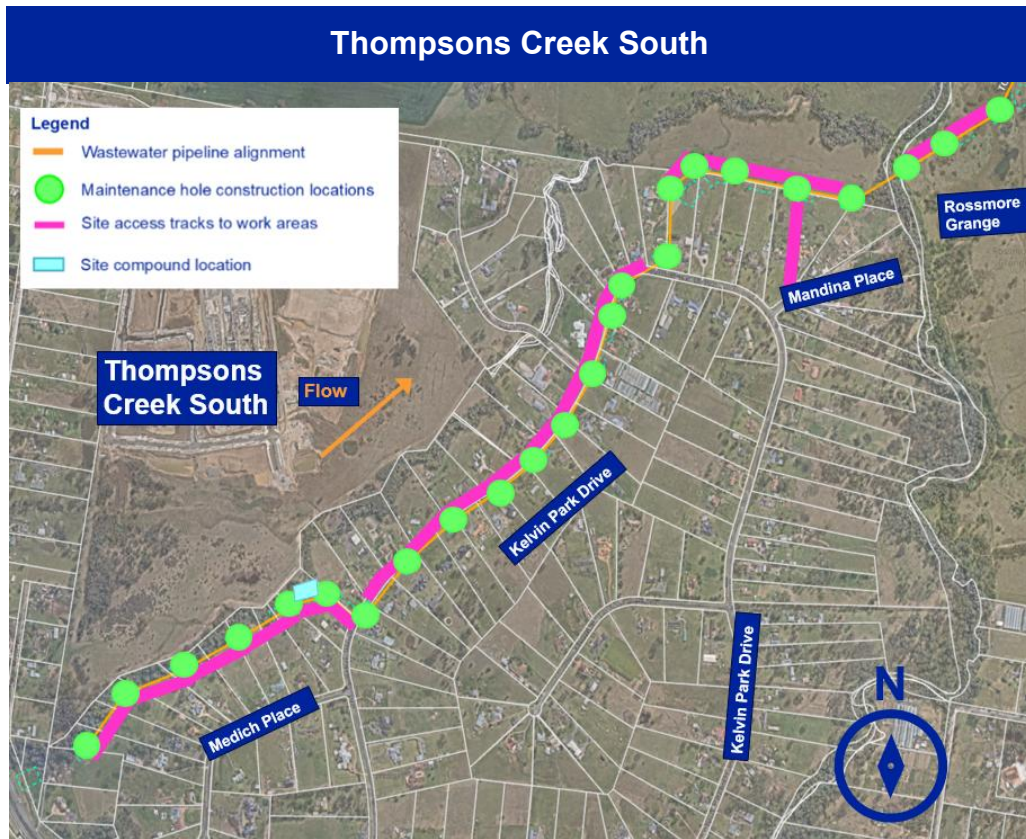 Thompsons Creek South
Legend
Wastewater pipeline alignment
Maintenance hole construction locations
Site access tracks to work areas
Site compound location
Rossmore
Grange
Mandina Place
Thompsons
Creek South
Flow
Kelvin Park Drive
Kelvin Park Drive
Medich Place
N